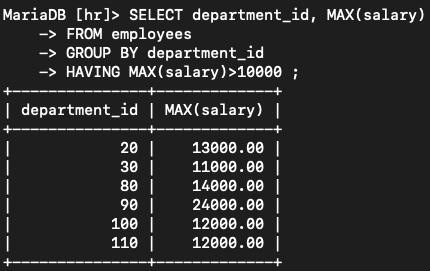 MariaDB [hr]> SELECT department_id, MAX(salary)
    -> FROM employees
    -> GROUP BY department_id
    -> HAVING MAX(salary)>10000 ;
+---------------+-------------+
| department_id | MAX(salary) |
+---------------+-------------+
|            20 |    13000.00 |
|            30 |    11000.00 |
|            80 |    14000.00 |
|            90 |    24000.00 |
|           100 |    12000.00 |
|           110 |    12000.00 |
+---------------+-------------+